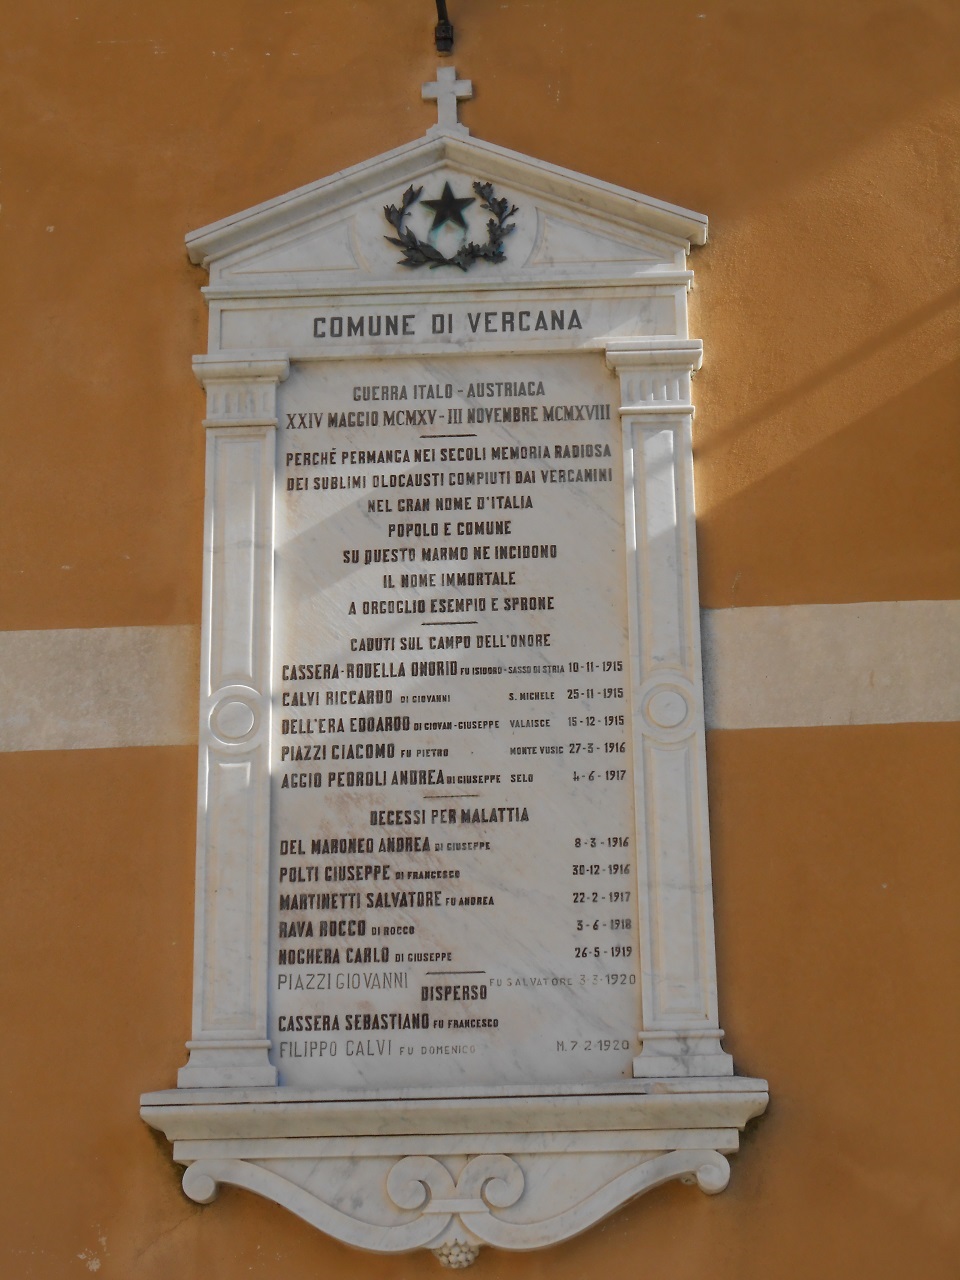 COMUNE DI VERCANA
GUERRA ITALO - AUSTRIACA
XXIV MAGGIO MCMXV - III NOVEMBRE MCMXVIII
PERCHÉ PERMANGA NEI SECOLI MEMORIA RADIOSA
DEI SUBLIMI OLOCAUSTI COMPIUTI DAI VERCANINI
NEL GRAN NOME D'ITALIA
POPOLO E COMUNE
SU QUESTO MARMO NE INCIDONO
IL NOME IMMORTALE
A ORGOGLIO ESEMPIO E SPRONE
CADUTI SUL CAMPO DELL'ONORE
CASSERA-RODELLA ONORIO FU ISIDORO - SASSO DI STRIA 10-11-1915
CALVI RICCARDO DI GIOVANNI S. MICHELE 25-11-1915
DELL'ERA EDOARDO DI GIOVAN-GIUSEPPE VALAISCE 15-12-1915
PIAZZI GIACOMO FU PIETRO MONTE VUSIC 27-3-1916
AGGIO PEDROLI ANDREA DI GIUSEPPE SELO 4-6-1917
DECESSI PER MALATTIA
DEL MARONEO ANDREA DI GIUSEPPE 8-3-1916
POLTI GIUSEPPE DI FRANCESCO 30-12-1916
MARTINETTI SALVATORE FU ANDREA 22-2-1917
RAVA ROCCO DI ROCCO 3-6-1918
NOGHERA CARLO DI GIUSEPPE 26-5-1919
PIAZZI GIOVANNI FU SALVATORE 3-3-1920
DISPERSO
CASSERA SEBASTIANO FU FRANCESCO
FILIPPO CALVI FU DOMENICO M. 7 2-1920